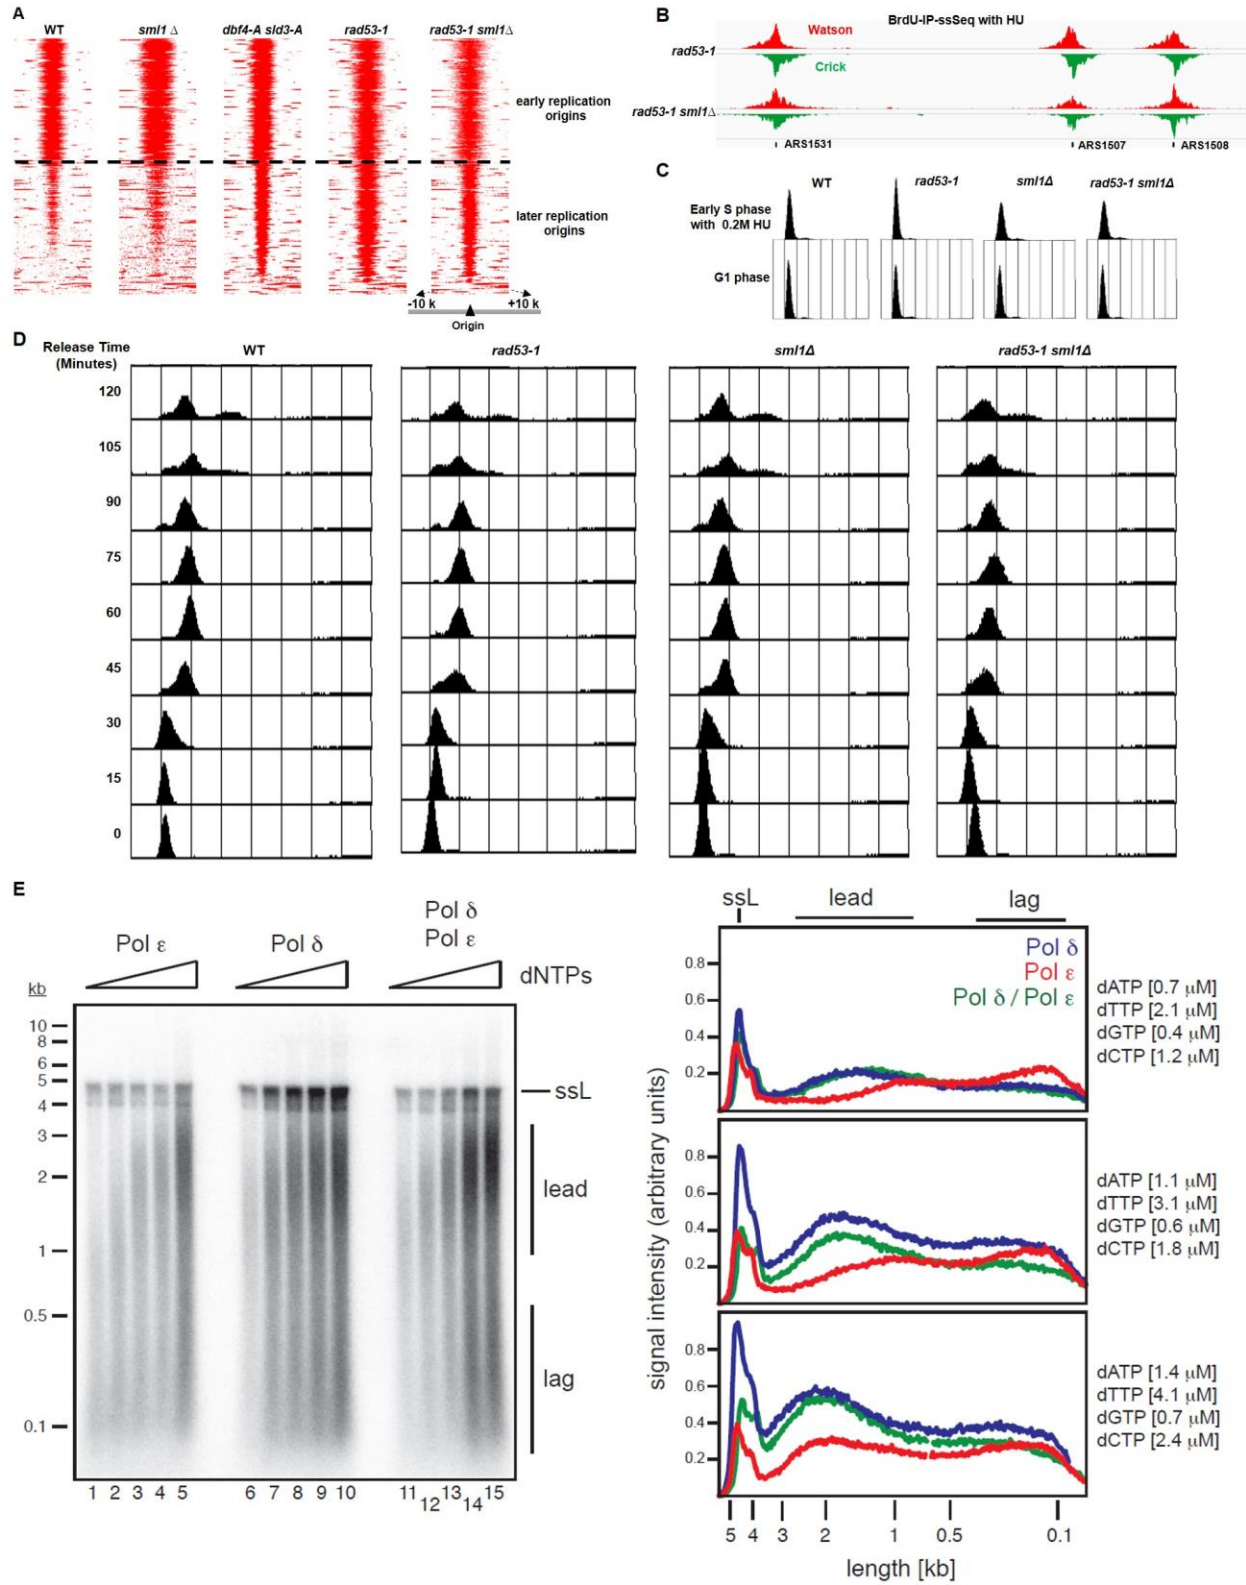 A
WT
sml1 Δ
dbf4-A sld3-A
rad53-1
rad53-1 sml1Δ
early replication
origins
later replication
origins
-10 k
+10 k
Origin
B
BrdU-IP-ssSeq with HU
rad53-1
Watson
Crick
rad53-1 sml1Δ
ARS1531
ARS1507
ARS1508
C
WT
rad53-1
sml1Δ
rad53-1 sml1Δ
Early S phase
with 0.2M HU
G1 phase
D
Release Time
(Minutes)
WT
rad53-1
sml1Δ
rad53-1 sml1Δ
120
105
90
75
60
45
30
15
0
E
Pol ε
Pol δ
Pol δ
Pol ε
dNTPs
kb
10
8
6
5
4
3
2
1
0.5
0.1
ssL
lead
lag
1 2 3 4 5 6 7 8 9 10 11 12 13 14 15
ssL
lead
lag
Pol δ
Pol ε
Pol δ / Pol ε
0.8
0.6
0.4
0.2
dATP [0.7 μM]
dTTP [2.1 μM]
dGTP [0.4 μM]
dCTP [1.2 μM]
0.8
0.6
0.4
0.2
dATP [1.1 μM]
dTTP [3.1 μM]
dGTP [0.6 μM]
dCTP [1.8 μM]
0.8
0.6
0.4
0.2
dATP [1.4 μM]
dTTP [4.1 μM]
dGTP [0.7 μM]
dCTP [2.4 μM]
signal intensity (arbitrary units)
5 4 3 2 1 0.5 0.1
length [kb]